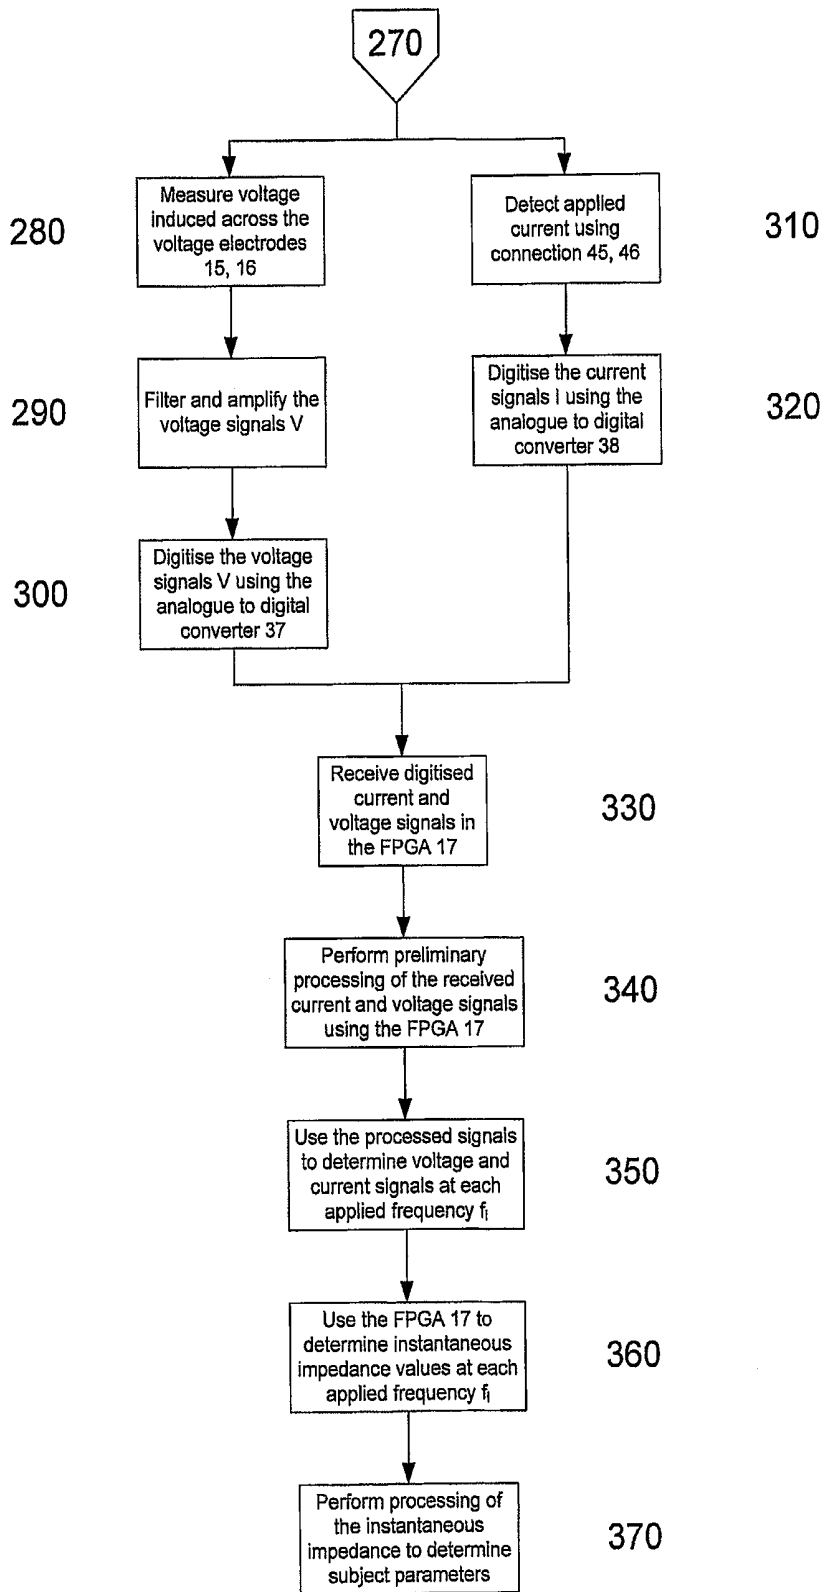 270
280
Measure voltage
induced across the
voltage electrodes
15, 16
Detect applied
current using
connection 45, 46
310
290
Filter and amplify the
voltage signals V
Digitise the current
signals I using the
analogue to digital
converter 38
320
300
Digitise the voltage
signals V using the
analogue to digital
converter 37
Receive digitised
current and
voltage signals in
the FPGA 17
330
Perform preliminary
processing of the received
current and voltage signals
using the FPGA 17
340
Use the processed signals
to determine voltage and
current signals at each
applied frequency fi
350
Use the FPGA 17 to
determine instantaneous
impedance values at each
applied frequency fi
360
Perform processing of
the instantaneous
impedance to determine
subject parameters
370